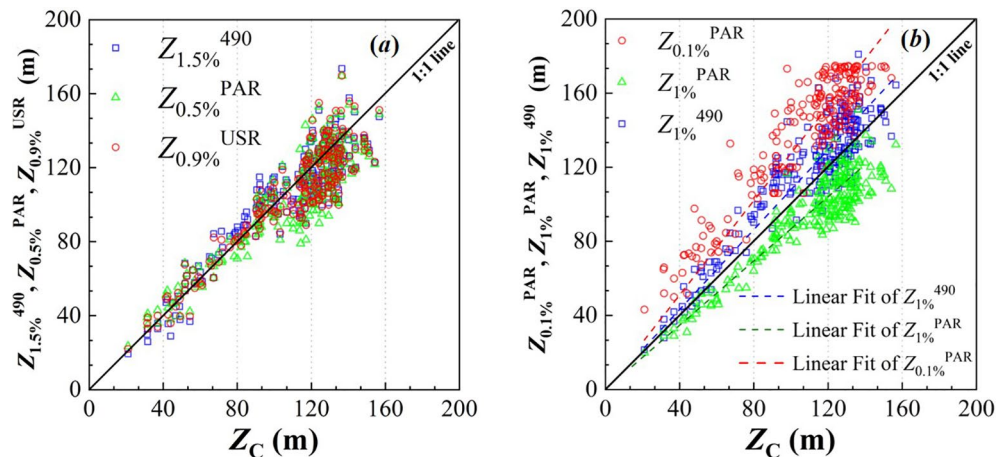 200
160
120
80
40
0
Z1.5%490, Z0.5%PAR, Z0.9%USR (m)
Z1.5%490
Z0.5%PAR
Z0.9%USR
(a)
1:1 line
0 40 80 120 160 200
ZC (m)
200
160
120
80
40
0
Z0.1%PAR, Z1%PAR, Z1%490 (m)
Z0.1%PAR
Z1%PAR
Z1%490
(b)
1:1 line
Linear Fit of Z1%490
Linear Fit of Z1%PAR
Linear Fit of Z0.1%PAR
0 40 80 120 160 200
ZC (m)